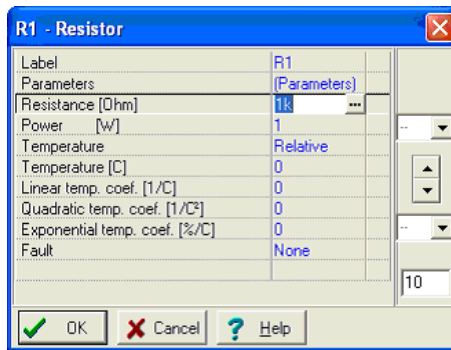 R1 - Resistor
Label R1
Parameters (Parameters)
Resistance [Ohm] 1k ...
Power [W] 1
Temperature Relative
Temperature [C] 0
Linear temp. coef. [1/C] 0
Quadratic temp. coef. [1/C²] 0
Exponential temp. coef. [%/C] 0
Fault None
--
--
10
OK Cancel ? Help